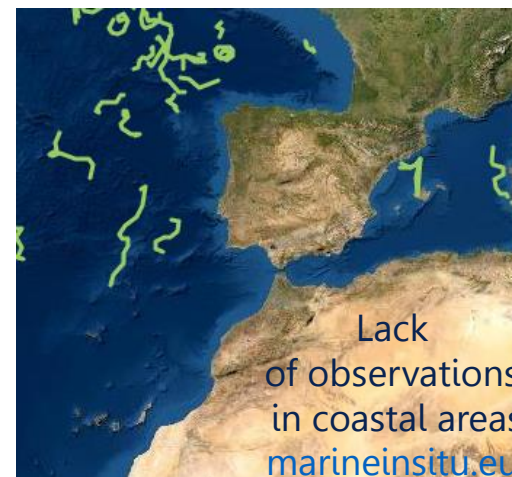 Lack
of observations
in coastal areas
marineinsitu.eu